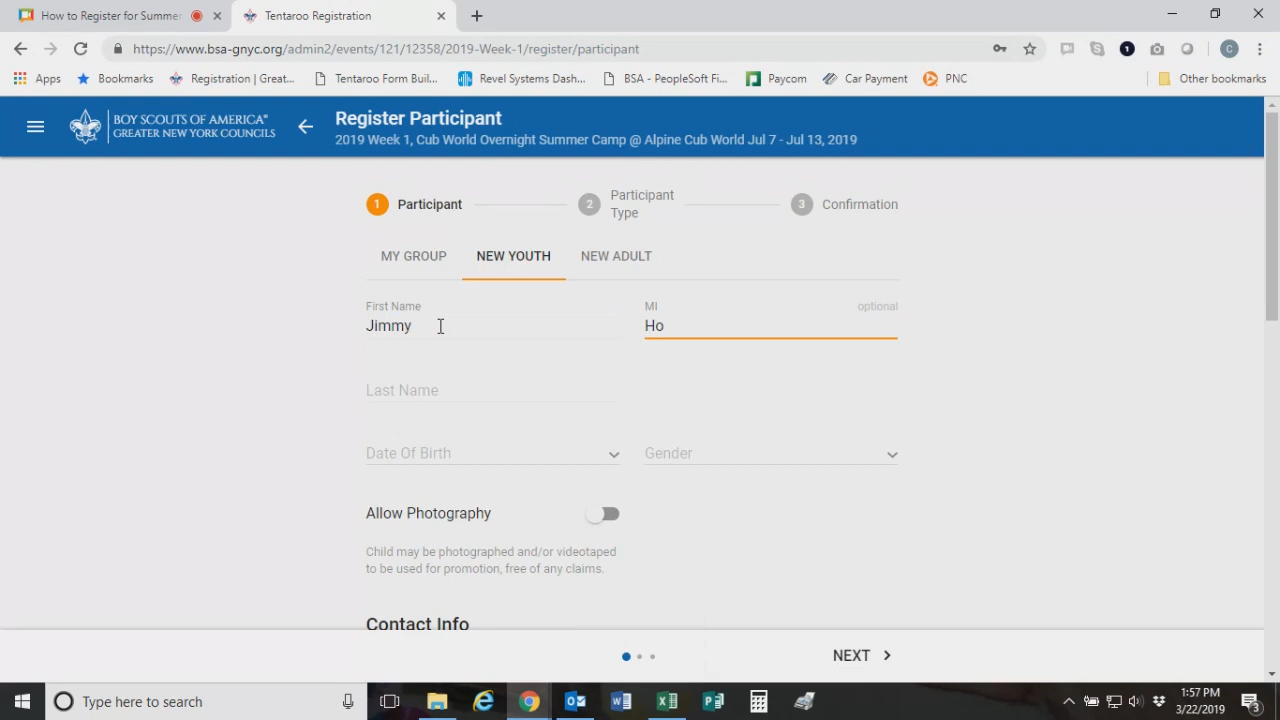 How to Register for Summer
Tentaroo Registration
https://www.bsa-gnyc.org/admin2/events/121/12358/2019-Week-1/register/participant
1
C
Apps
Bookmarks
Registration | Great...
Tentaroo Form Buil...
Revel Systems Dash...
BSA - PeopleSoft Fi...
Paycom
Car Payment
PNC
Other bookmarks
BOY SCOUTS OF AMERICA®
GREATER NEW YORK COUNCILS
Register Participant
2019 Week 1, Cub World Overnight Summer Camp @ Alpine Cub World Jul 7 - Jul 13, 2019
1 Participant
2 Participant
Type
3 Confirmation
MY GROUP
NEW YOUTH
NEW ADULT
First Name
Jimmy
MI
optional
Ho
Last Name
Date Of Birth
Gender
Allow Photography
Child may be photographed and/or videotaped
to be used for promotion, free of any claims.
Contact Info
NEXT
Type here to search
1:57 PM
3/22/2019
3